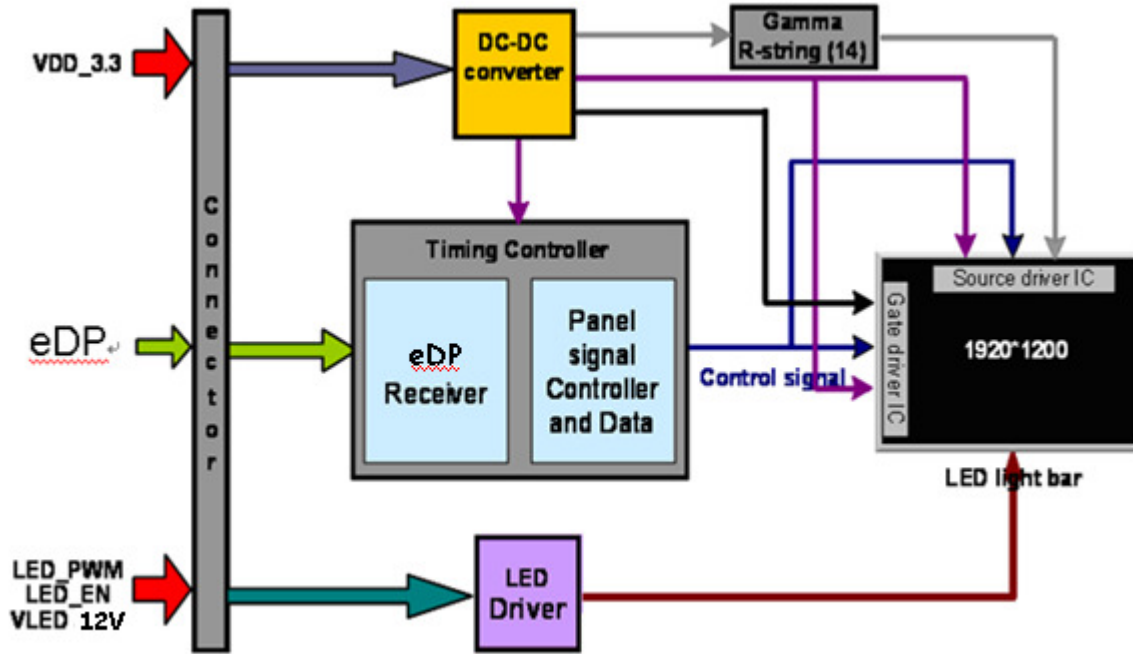 VDD_3.3
Connector
DC-DC
converter
Gamma
R-string (14)
Timing Controller
eDP
eDP
Receiver
Panel
signal
Controller
and Data
Control signal
Source driver IC
Gate driver IC
1920*1200
LED light bar
LED_PWM
LED_EN
VLED 12V
LED
Driver